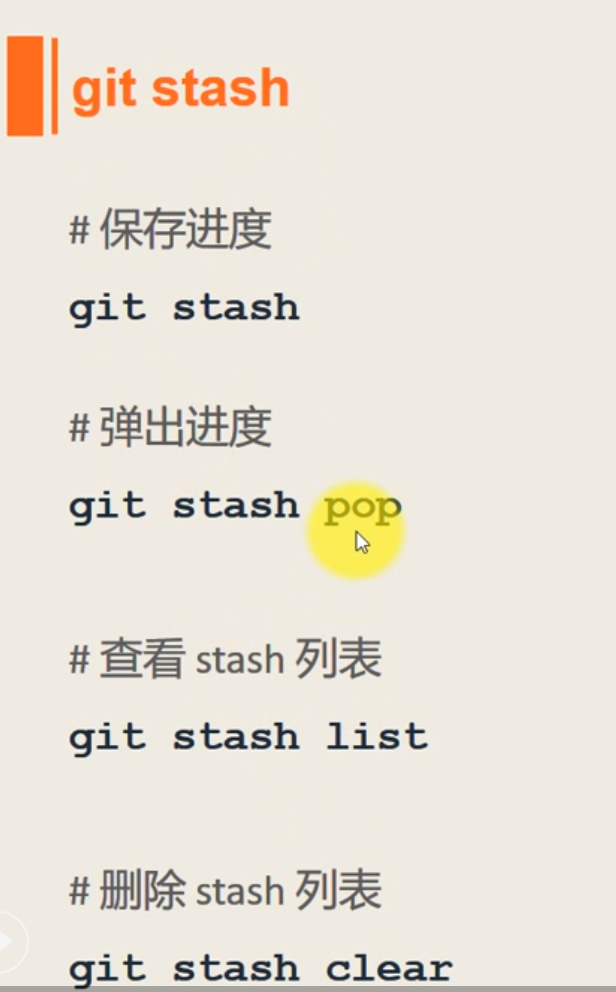 git stash
# 保存进度
git stash
# 弹出进度
git stash pop
# 查看 stash 列表
git stash list
# 删除 stash 列表
git stash clear